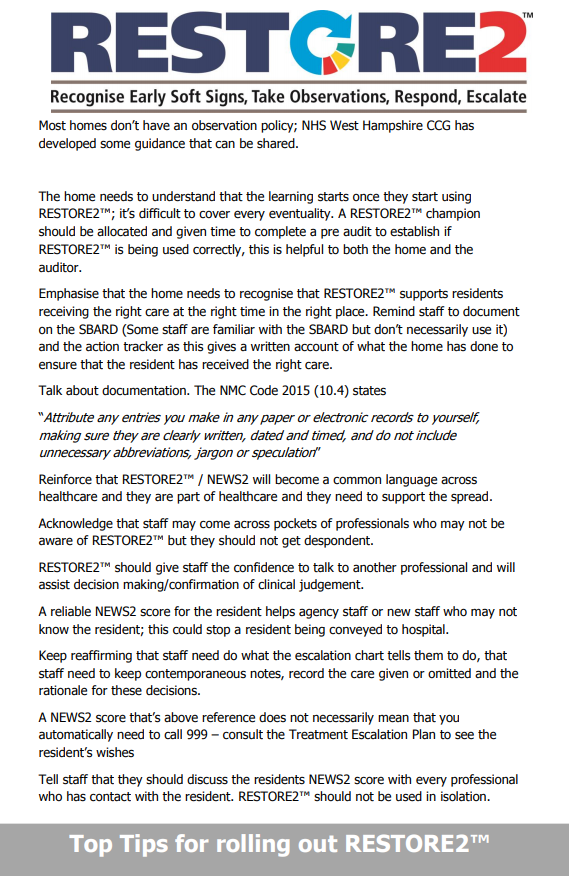 RESTORE2™
Recognise Early Soft Signs, Take Observations, Respond, Escalate
Most homes don't have an observation policy; NHS West Hampshire CCG has
developed some guidance that can be shared.
The home needs to understand that the learning starts once they start using
RESTORE2™; it's difficult to cover every eventuality. A RESTORE2™ champion
should be allocated and given time to complete a pre audit to establish if
RESTORE2™ is being used correctly, this is helpful to both the home and the
auditor.
Emphasise that the home needs to recognise that RESTORE2™ supports residents
receiving the right care at the right time in the right place. Remind staff to document
on the SBARD (Some staff are familiar with the SBARD but don't necessarily use it)
and the action tracker as this gives a written account of what the home has done to
ensure that the resident has received the right care.
Talk about documentation. The NMC Code 2015 (10.4) states
"Attribute any entries you make in any paper or electronic records to yourself,
making sure they are clearly written, dated and timed, and do not include
unnecessary abbreviations, jargon or speculation"
Reinforce that RESTORE2™ / NEWS2 will become a common language across
healthcare and they are part of healthcare and they need to support the spread.
Acknowledge that staff may come across pockets of professionals who may not be
aware of RESTORE2™ but they should not get despondent.
RESTORE2™ should give staff the confidence to talk to another professional and will
assist decision making/confirmation of clinical judgement.
A reliable NEWS2 score for the resident helps agency staff or new staff who may not
know the resident; this could stop a resident being conveyed to hospital.
Keep reaffirming that staff need do what the escalation chart tells them to do, that
staff need to keep contemporaneous notes, record the care given or omitted and the
rationale for these decisions.
A NEWS2 score that's above reference does not necessarily mean that you
automatically need to call 999 – consult the Treatment Escalation Plan to see the
resident's wishes
Tell staff that they should discuss the residents NEWS2 score with every professional
who has contact with the resident. RESTORE2™ should not be used in isolation.
Top Tips for rolling out RESTORE2™